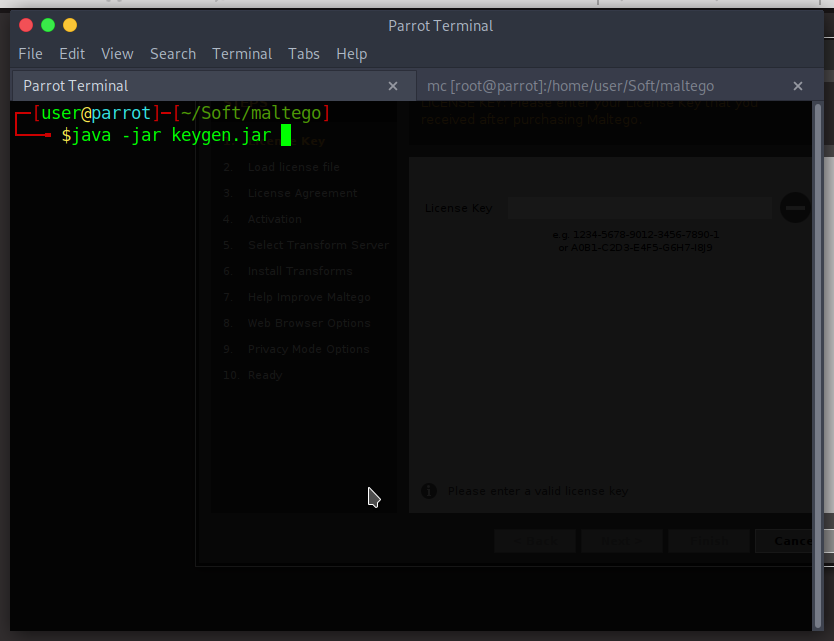 Parrot Terminal
File Edit View Search Terminal Tabs Help
Parrot Terminal × mc [root@parrot]:/home/user/Soft/maltego ×
LICENSE KEY: Please enter your License Key that you
received after purchasing Maltego.
┌─[user@parrot]─[~/Soft/maltego]
└──╼ $java -jar keygen.jar
Key
2. Load license file
3. License Agreement
4. Activation
5. Select Transform Server
6. Install Transforms
7. Help Improve Maltego
8. Web Browser Options
9. Privacy Mode Options
10. Ready
License Key
e.g. 1234-5678-9012-3456-7890-1
or A0B1-C2D3-E4F5-G6H7-I8J9
Please enter a valid license key
< Back Next > Finish Cance